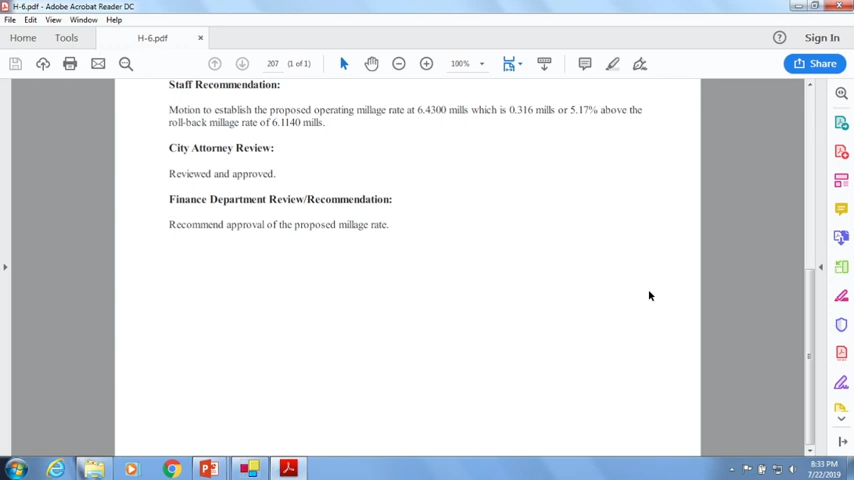 H-6.pdf - Adobe Acrobat Reader DC
File Edit View Window Help
Home Tools H-6.pdf × Sign In
207 (1 of 1) 100% Share
Staff Recommendation:
Motion to establish the proposed operating millage rate at 6.4300 mills which is 0.316 mills or 5.17% above the
roll-back millage rate of 6.1140 mills.
City Attorney Review:
Reviewed and approved.
Finance Department Review/Recommendation:
Recommend approval of the proposed millage rate.
8:33 PM
7/22/2019